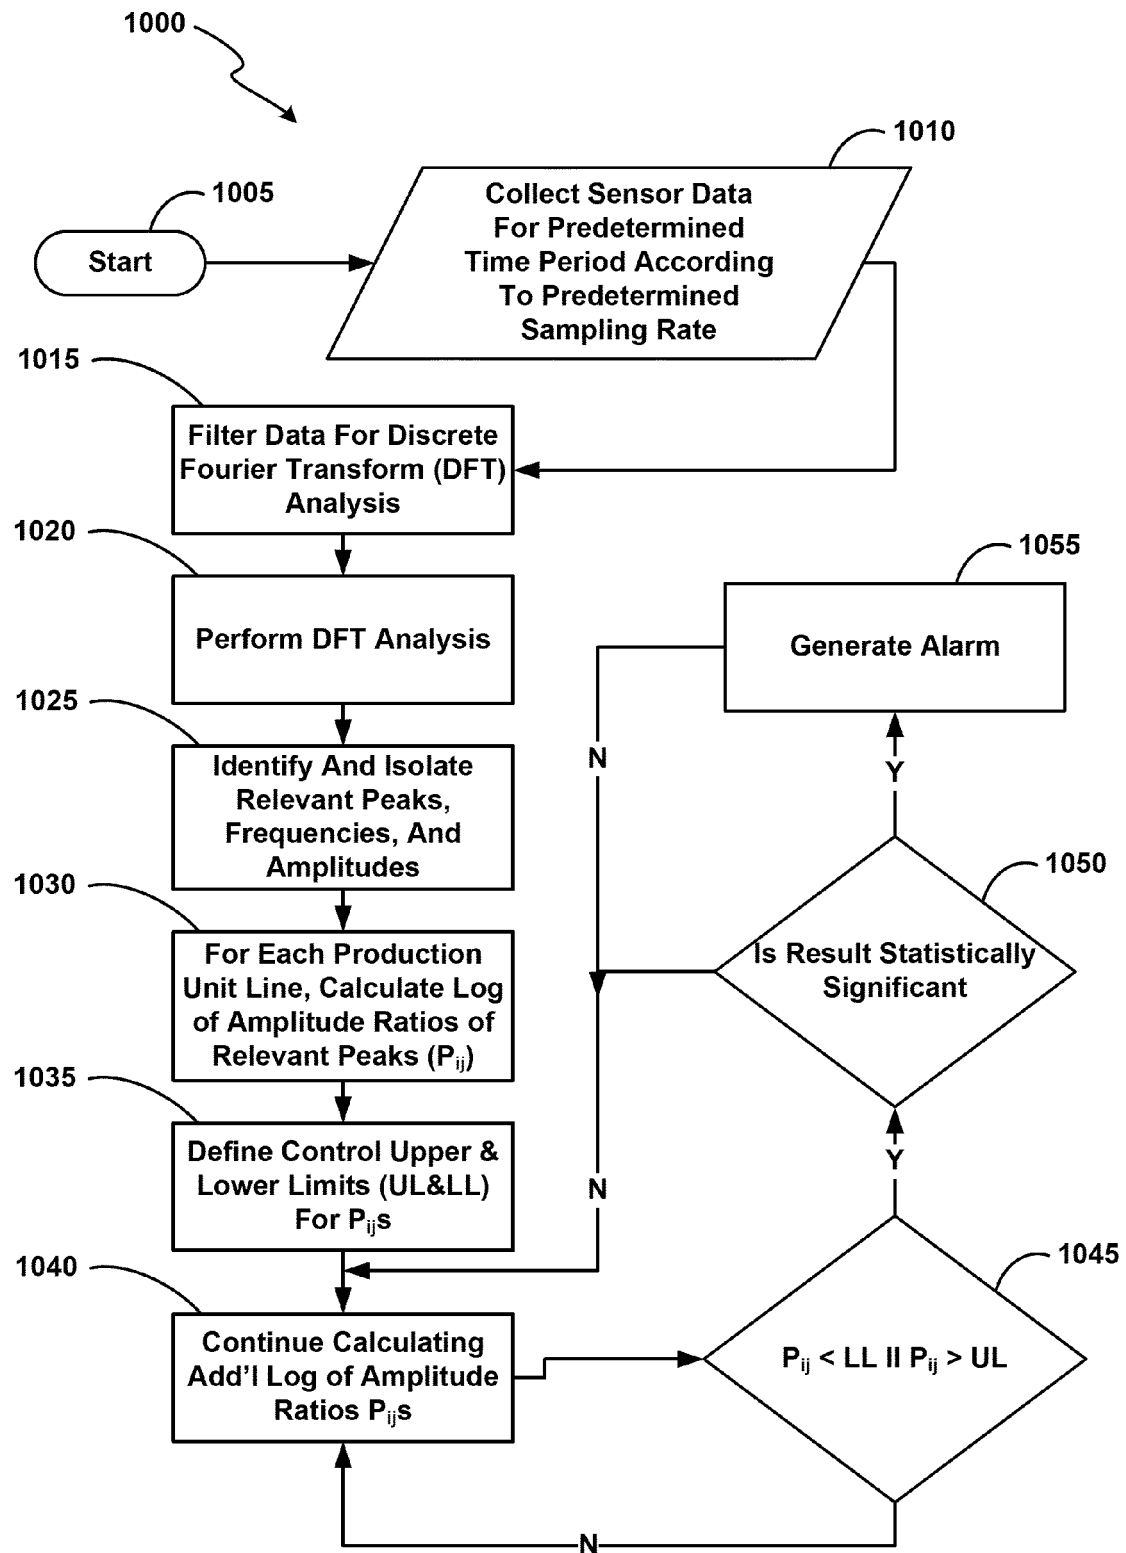 1000
1005
Start
1010
Collect Sensor Data
For Predetermined
Time Period According
To Predetermined
Sampling Rate
1015
Filter Data For Discrete
Fourier Transform (DFT)
Analysis
1020
Perform DFT Analysis
1025
Identify And Isolate
Relevant Peaks,
Frequencies, And
Amplitudes
1030
For Each Production
Unit Line, Calculate Log
of Amplitude Ratios of
Relevant Peaks (Pij)
1035
Define Control Upper &
Lower Limits (UL&LL)
For Pijs
1040
Continue Calculating
Add'l Log of Amplitude
Ratios Pijs
1045
Pij < LL II Pij > UL
N
Y
1050
Is Result Statistically
Significant
N
Y
1055
Generate Alarm
N